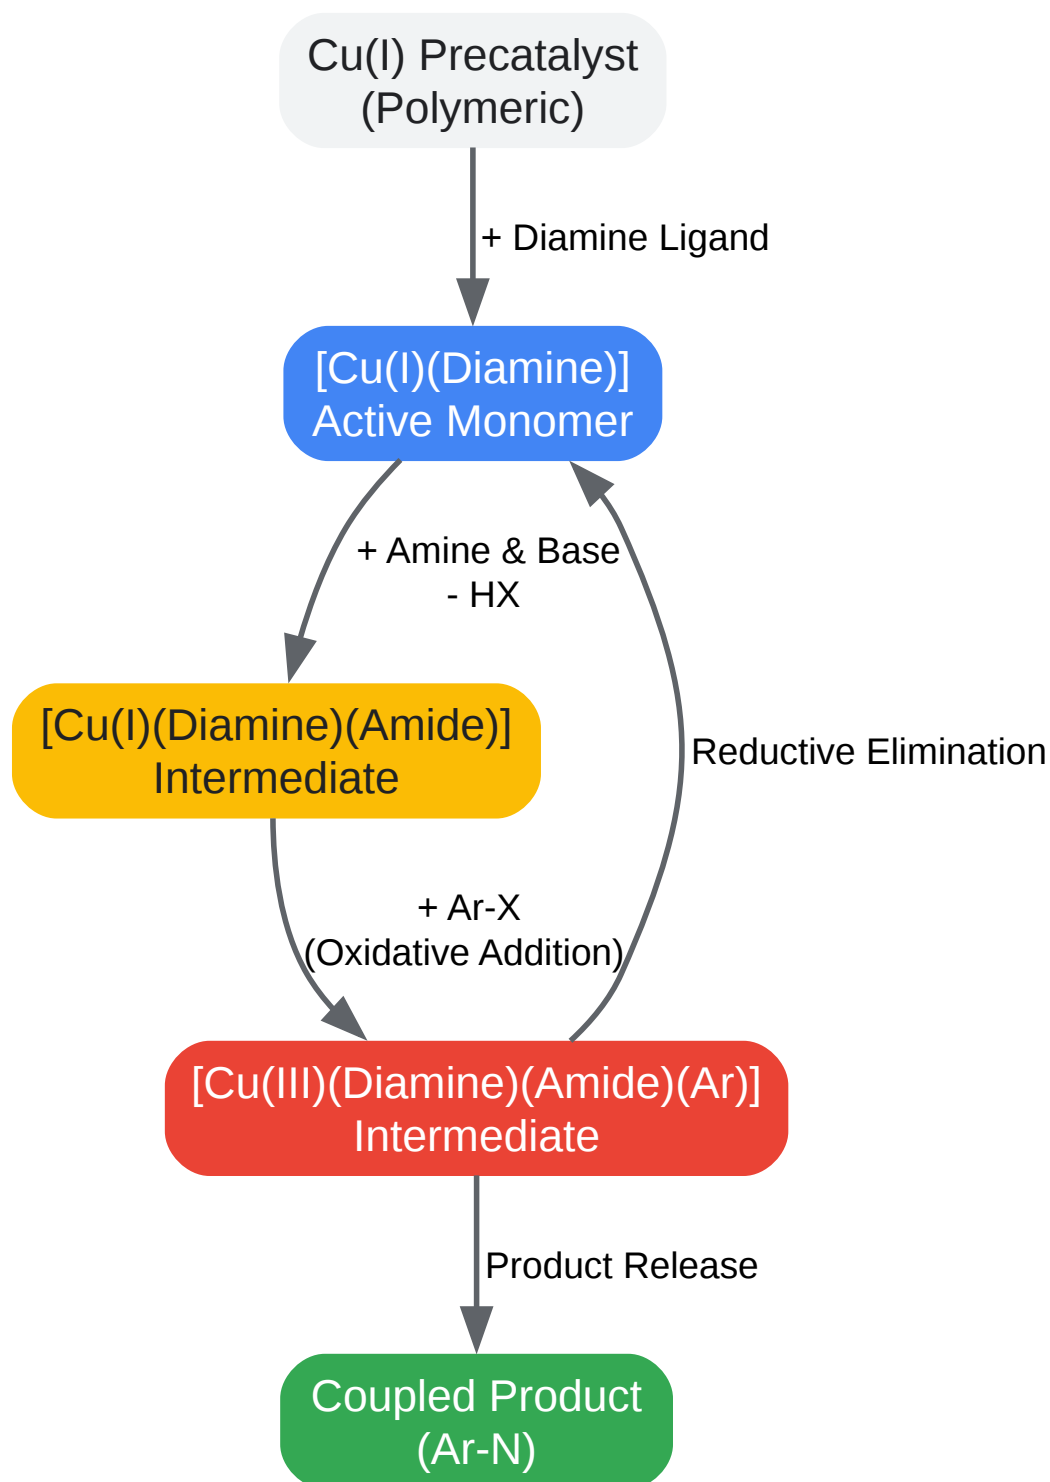 Cu(I) Precatalyst
(Polymeric)
+ Diamine Ligand
[Cu(I)(Diamine)]
Active Monomer
+ Amine & Base
- HX
[Cu(I)(Diamine)(Amide)]
Intermediate
Reductive Elimination
+ Ar-X
(Oxidative Addition)
[Cu(III)(Diamine)(Amide)(Ar)]
Intermediate
Product Release
Coupled Product
(Ar-N)